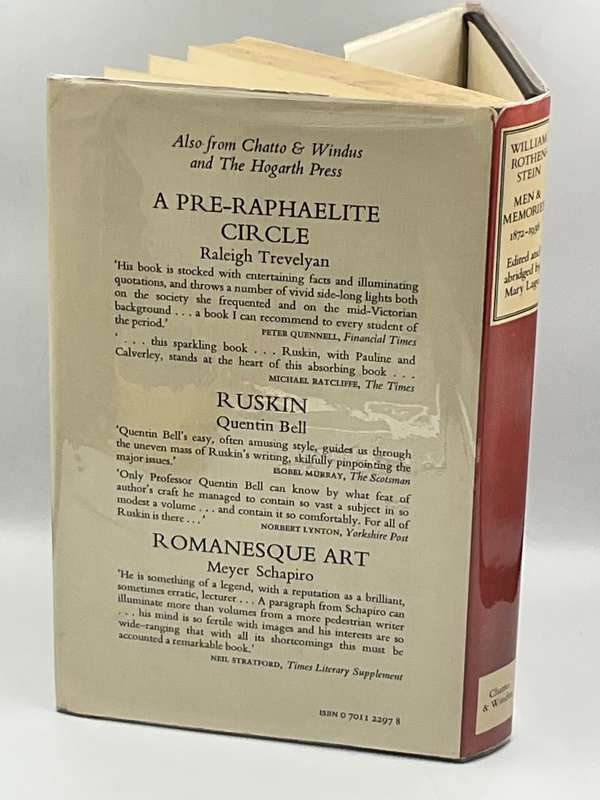 Also from Chatto & Windus
and The Hogarth Press
A PRE-RAPHAELITE
CIRCLE
Raleigh Trevelyan
'His book is stocked with entertaining facts and illuminating
quotations, and throws a number of vivid side-long lights both
on the society she frequented and on the mid-Victorian
background . . . a book I can recommend to every student of
the period.'
PETER QUENNELL, Financial Times
' . . . this sparkling book . . . Ruskin, with Pauline and
Calverley, stands at the heart of this absorbing book . . .
MICHAEL RATCLIFFE, The Times
RUSKIN
Quentin Bell
'Quentin Bell's easy, often amusing style, guides us through
the uneven mass of Ruskin's writing, skilfully pinpointing the
major issues.'
ISOBEL MURRAY, The Scotsman
'Only Professor Quentin Bell can know by what feat of
author's craft he managed to contain so vast a subject in so
modest a volume . . . and contain it so comfortably. For all of
Ruskin is there . . .'
NORBERT LYNTON, Yorkshire Post
ROMANESQUE ART
Meyer Schapiro
'He is something of a legend, with a reputation as a brilliant,
sometimes erratic, lecturer . . . A paragraph from Schapiro can
illuminate more than volumes from a more pedestrian writer
. . . his mind is so fertile with images and his interests are so
wide-ranging that with all its shortcomings this must be
accounted a remarkable book.'
NEIL STRATFORD, Times Literary Supplement
ISBN 0 7011 2297 8
WILLIAM
ROTHEN-
STEIN
MEN &
MEMORIES
1872-1938
Edited and
abridged by
Mary Lago
Chatto
& Windus